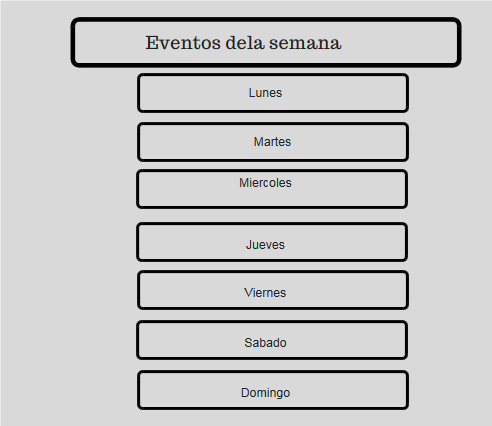 Eventos dela semana
Lunes
Martes
Miercoles
Jueves
Viernes
Sabado
Domingo